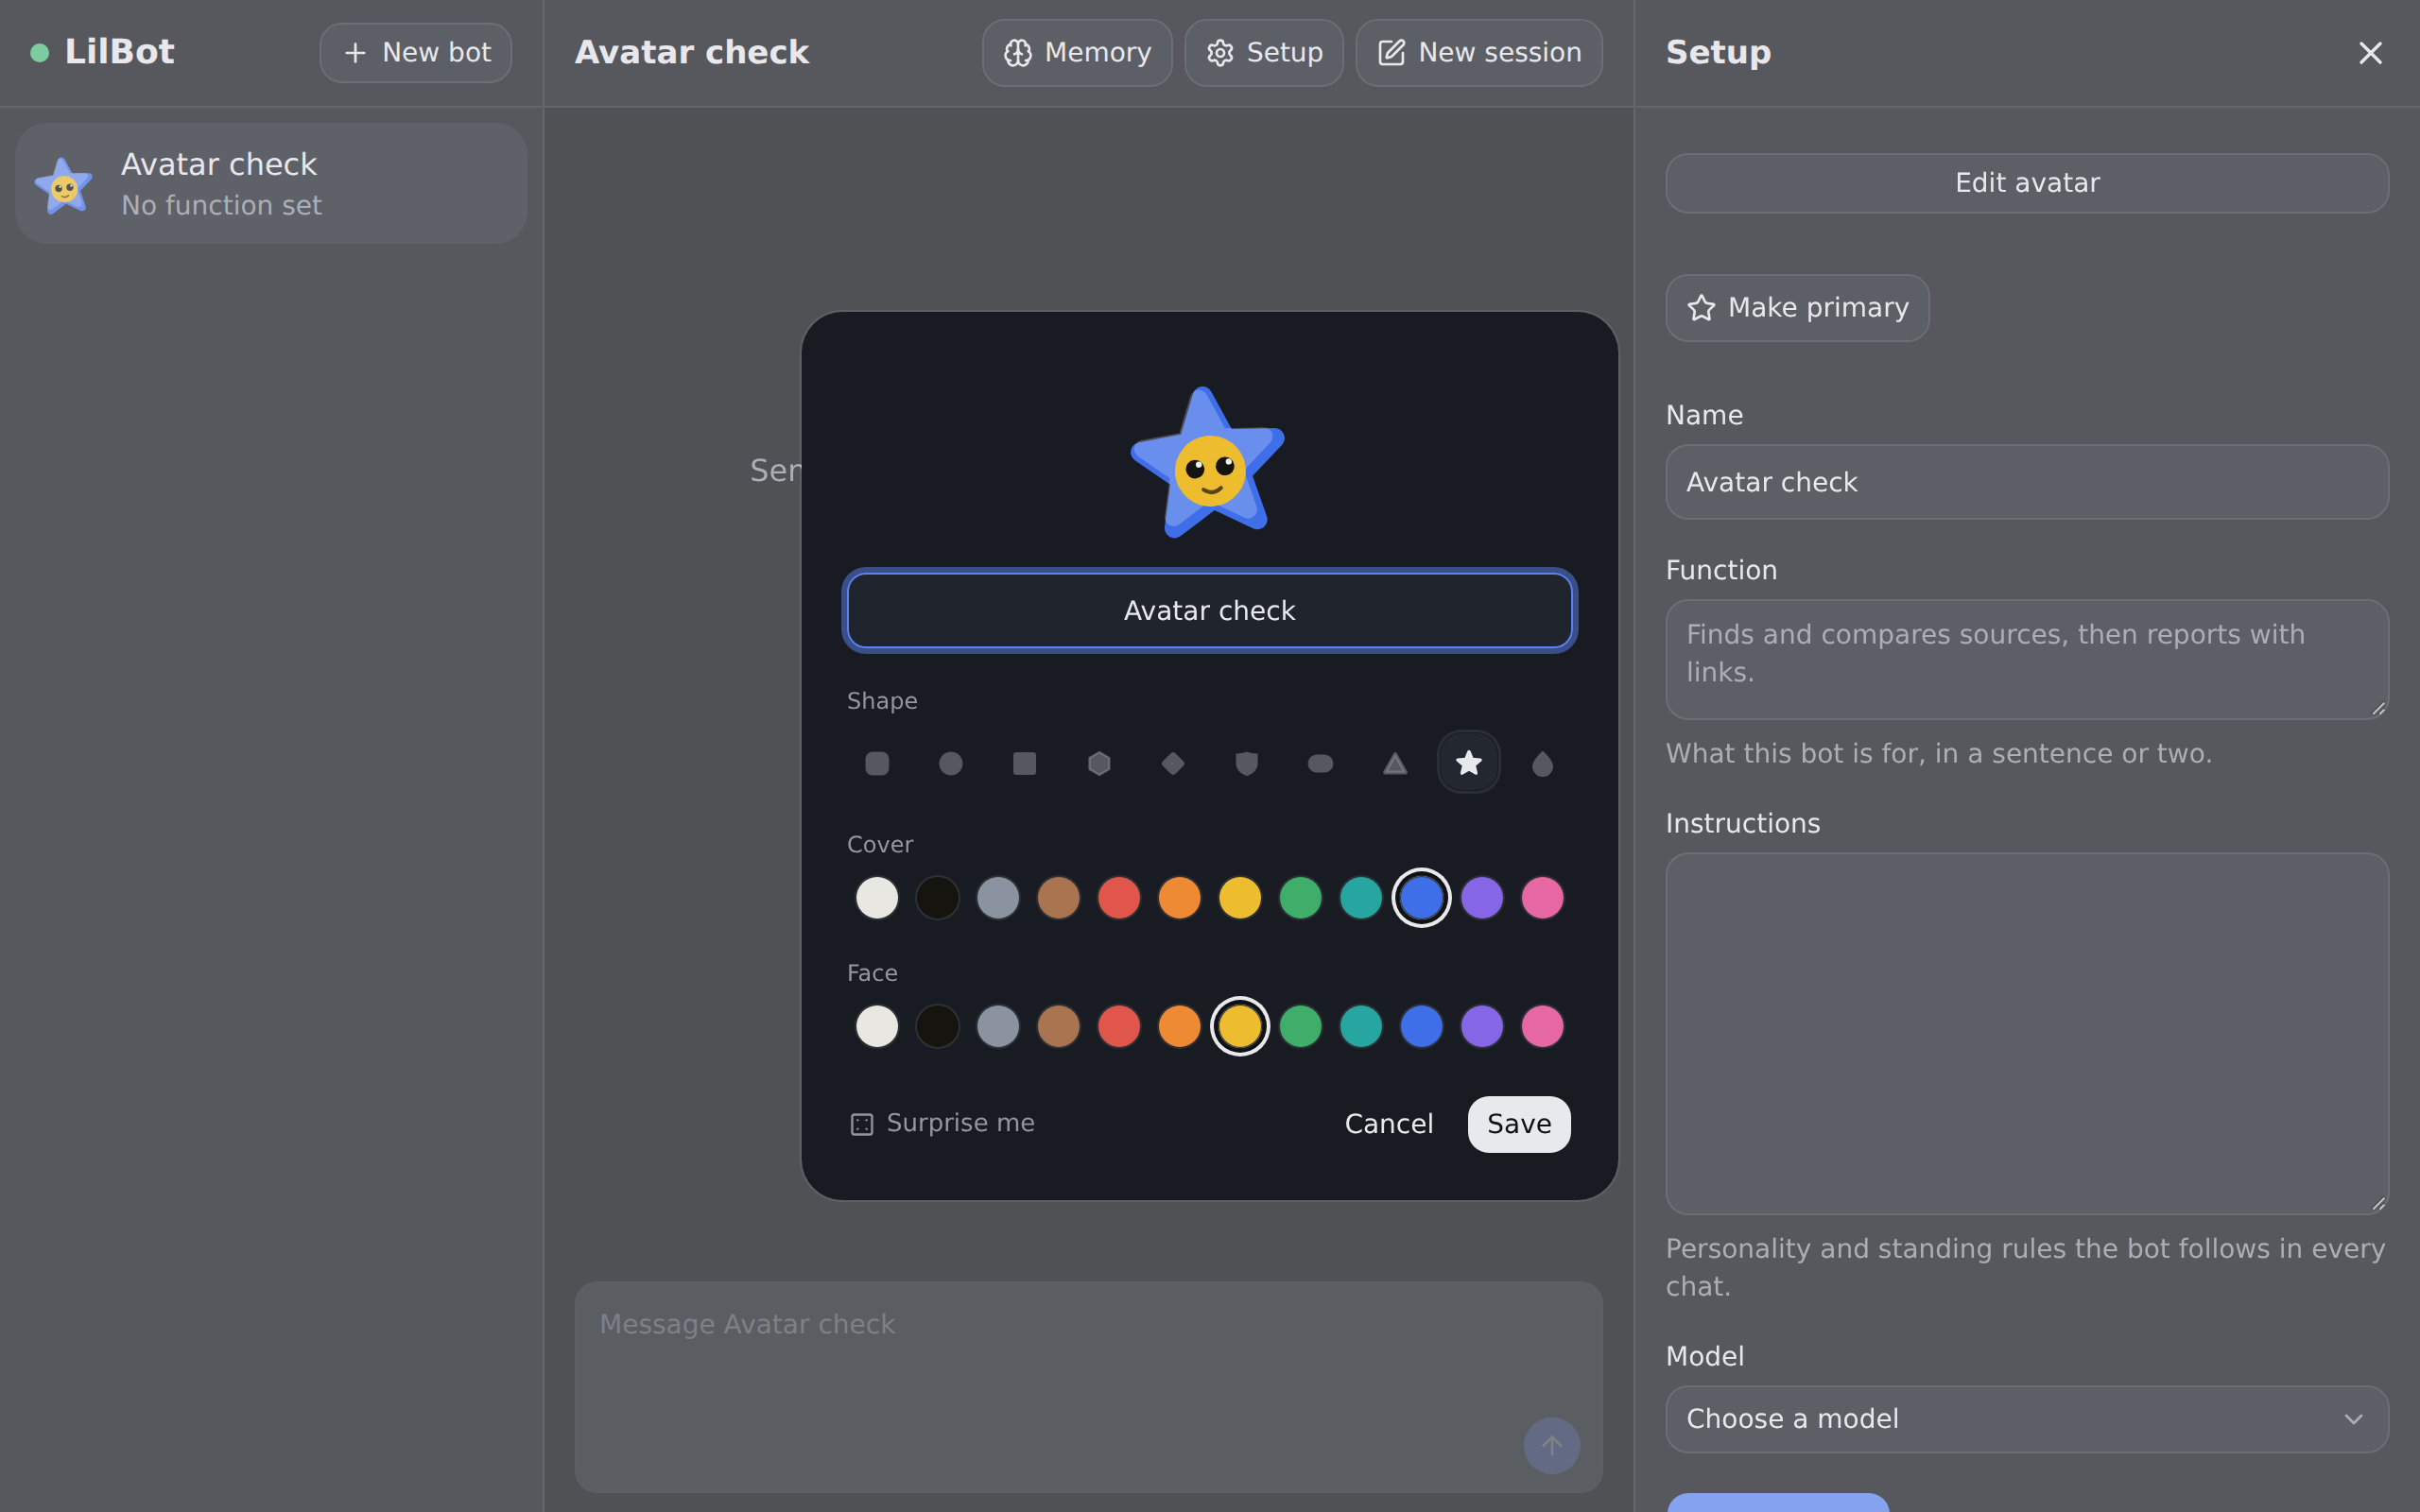 LilBot
New bot
Avatar check
No function set
Avatar check
Memory
Setup
New session
Avatar check
Shape
Cover
Face
Surprise me
Cancel
Save
Message Avatar check
Setup
Edit avatar
Make primary
Name
Avatar check
Function
Finds and compares sources, then reports with
links.
What this bot is for, in a sentence or two.
Instructions
Personality and standing rules the bot follows in every
chat.
Model
Choose a model